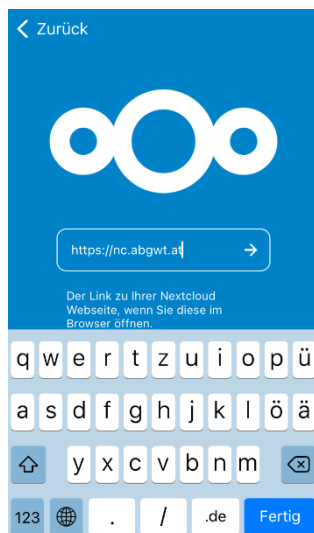 Zurück
https://nc.abgwt.at
Der Link zu Ihrer Nextcloud
Webseite, wenn Sie diese im
Browser öffnen.
q w e r t z u i o p ü
a s d f g h j k l ö ä
y x c v b n m
123 . / .de Fertig